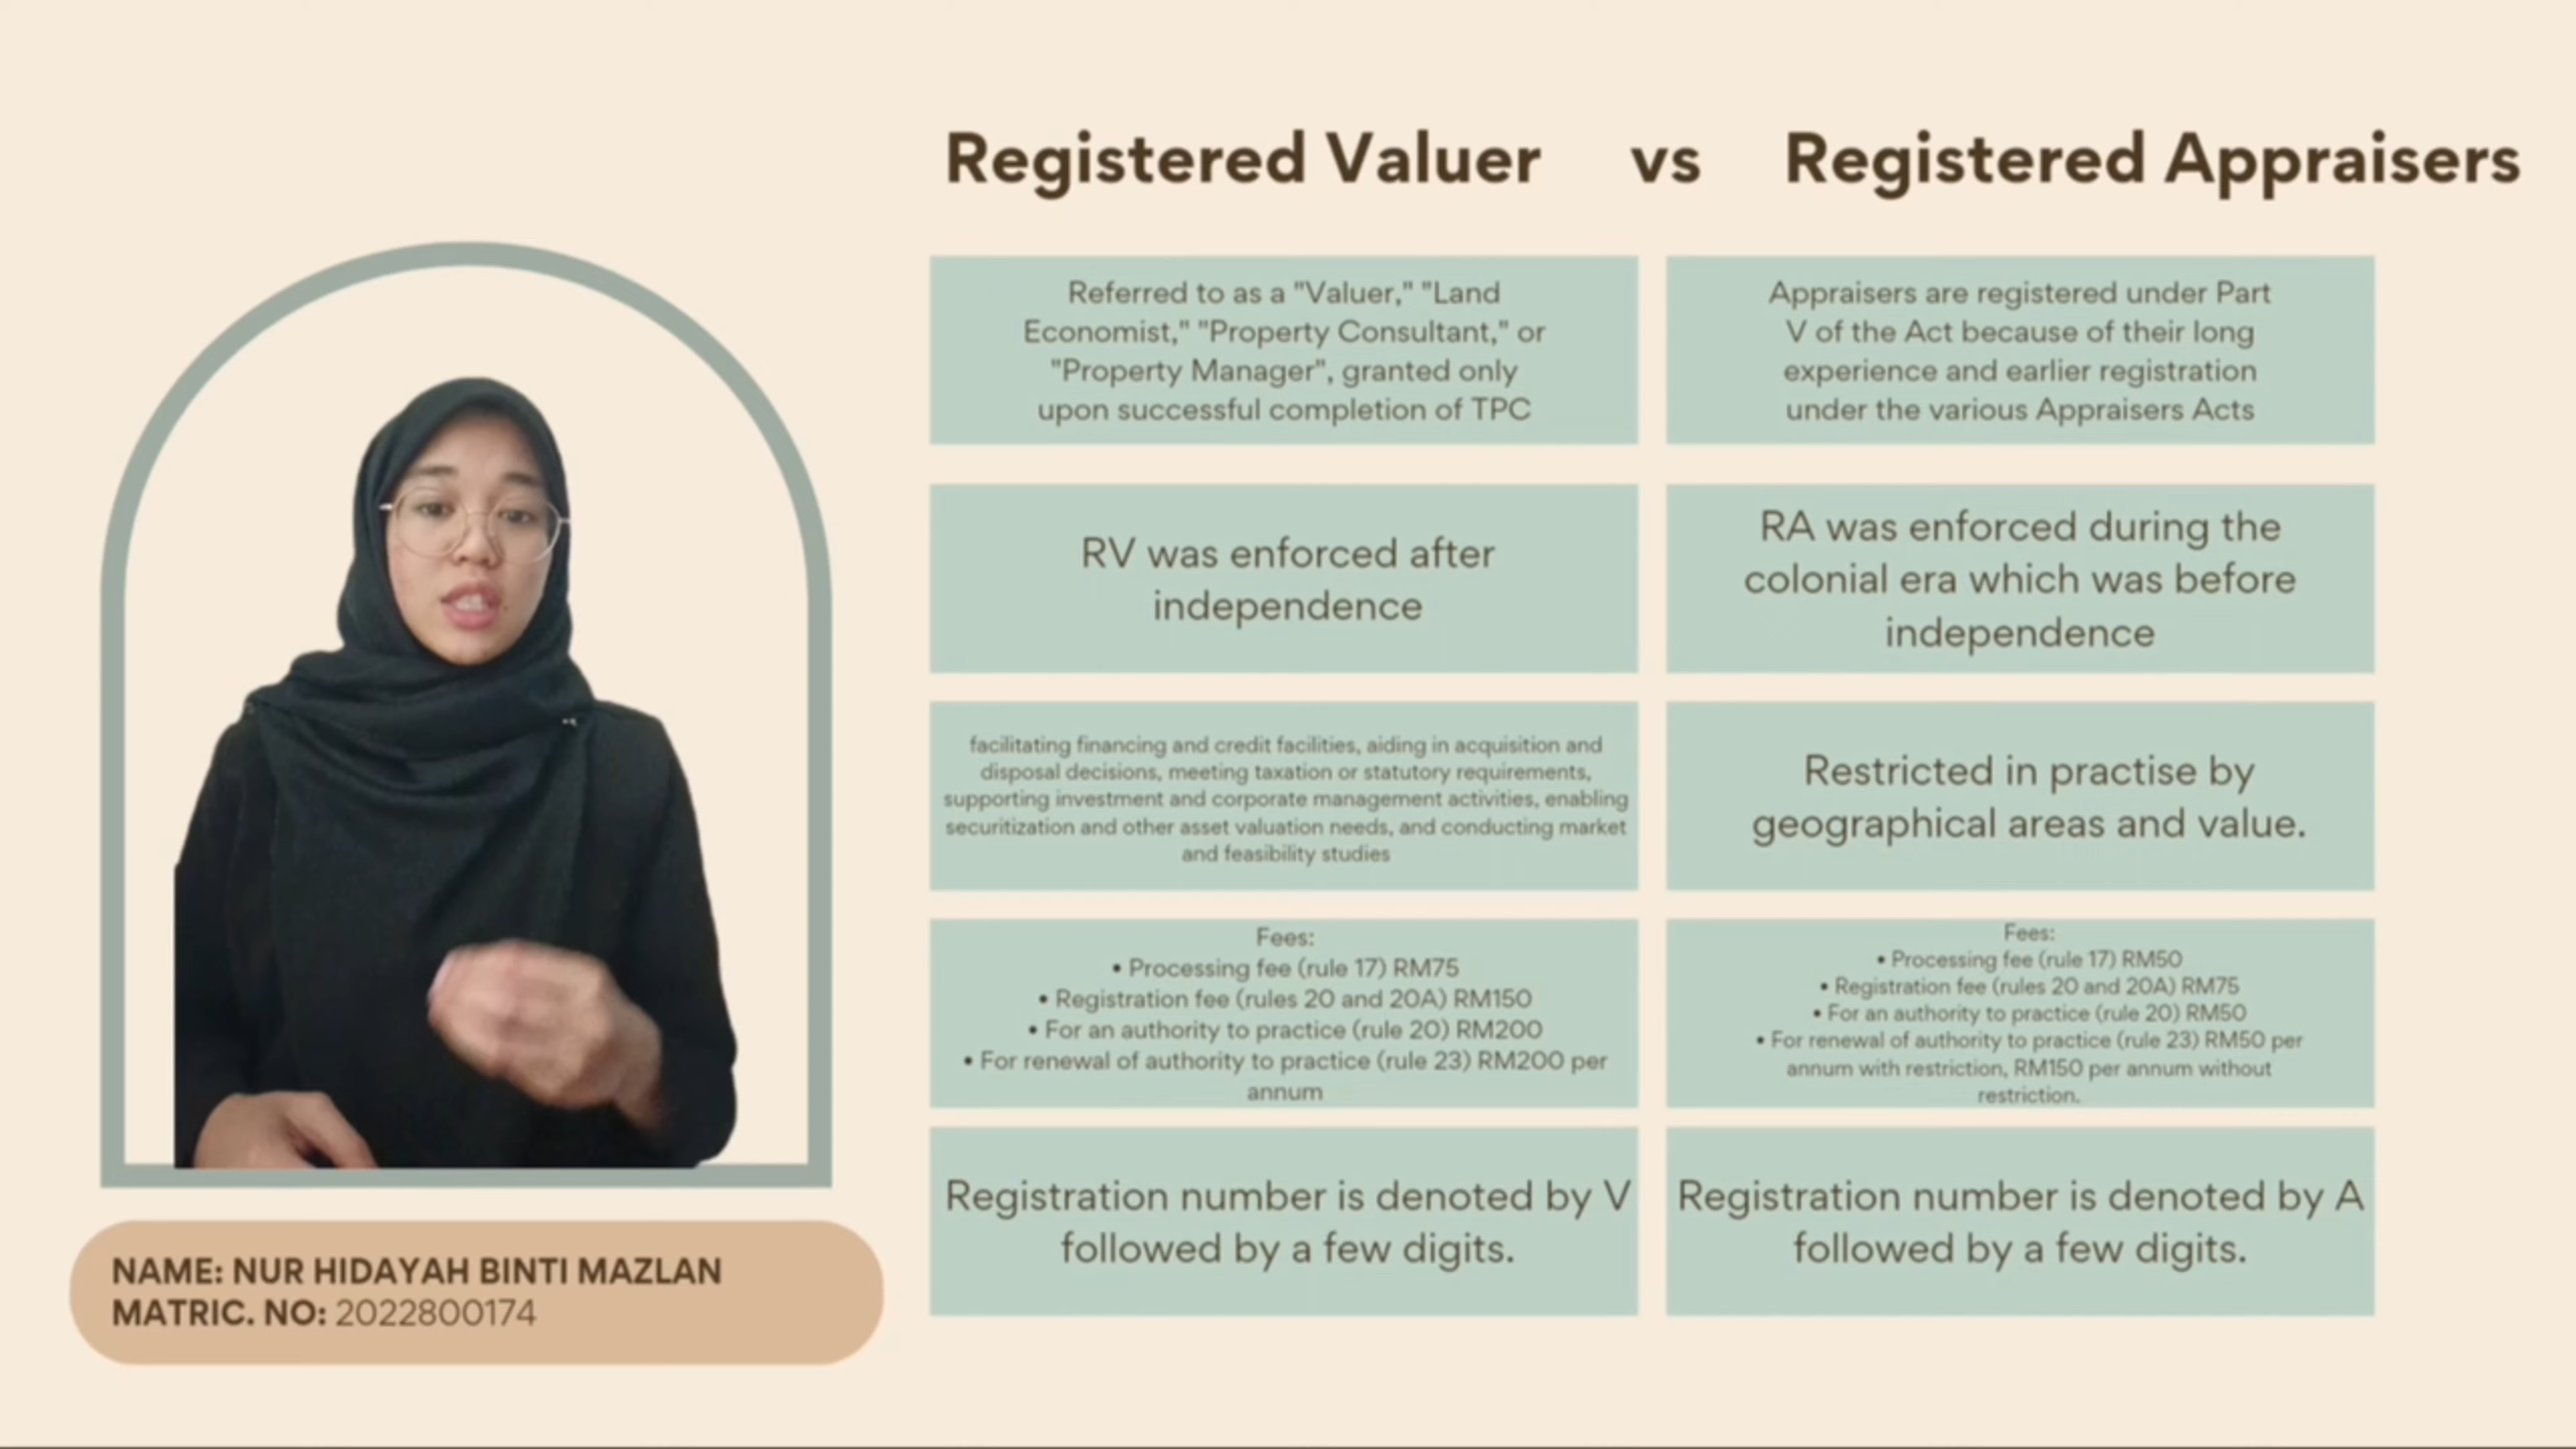 Registered Valuer vs Registered Appraisers
Referred to as a "Valuer," "Land
Economist," "Property Consultant," or
"Property Manager", granted only
upon successful completion of TPC
Appraisers are registered under Part
V of the Act because of their long
experience and earlier registration
under the various Appraisers Acts
RV was enforced after
independence
RA was enforced during the
colonial era which was before
independence
facilitating financing and credit facilities, aiding in acquisition and
disposal decisions, meeting taxation or statutory requirements,
supporting investment and corporate management activities, enabling
securitization and other asset valuation needs, and conducting market
and feasibility studies
Restricted in practise by
geographical areas and value.
Fees:
• Processing fee (rule 17) RM75
• Registration fee (rules 20 and 20A) RM150
• For an authority to practice (rule 20) RM200
• For renewal of authority to practice (rule 23) RM200 per
annum
Fees:
• Processing fee (rule 17) RM50
• Registration fee (rules 20 and 20A) RM75
• For an authority to practice (rule 20) RM50
• For renewal of authority to practice (rule 23) RM50 per
annum with restriction, RM150 per annum without
restriction.
Registration number is denoted by V
followed by a few digits.
Registration number is denoted by A
followed by a few digits.
NAME: NUR HIDAYAH BINTI MAZLAN
MATRIC. NO: 2022800174